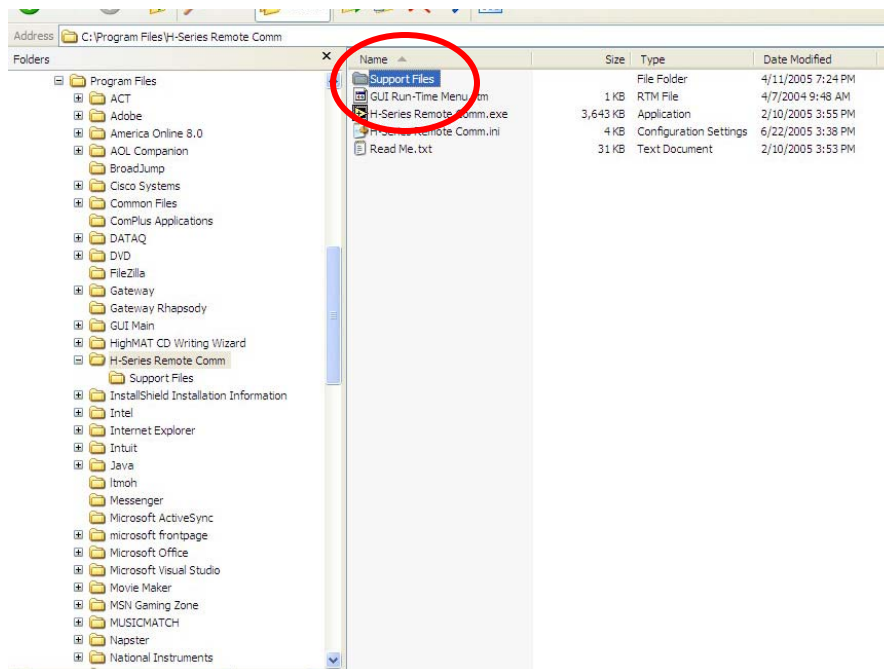 Address C:\Program Files\H-Series Remote Comm
Folders
Name Size Type Date Modified
Program Files
ACT
Adobe
America Online 8.0
AOL Companion
BroadJump
Cisco Systems
Common Files
ComPlus Applications
DATAQ
DVD
FileZilla
Gateway
Gateway Rhapsody
GUI Main
HighMAT CD Writing Wizard
H-Series Remote Comm
Support Files
InstallShield Installation Information
Intel
Internet Explorer
Intuit
Java
ltmoh
Messenger
Microsoft ActiveSync
microsoft frontpage
Microsoft Office
Microsoft Visual Studio
Movie Maker
MSN Gaming Zone
MUSICMATCH
Napster
National Instruments
Support Files File Folder 4/11/2005 7:24 PM
GUI Run-Time Menu 1 KB RTM File 4/7/2004 9:48 AM
H-Series Remote Comm.exe 3,643 KB Application 2/10/2005 3:55 PM
H-Series Remote Comm.ini 4 KB Configuration Settings 6/22/2005 3:38 PM
Read Me.txt 31 KB Text Document 2/10/2005 3:53 PM